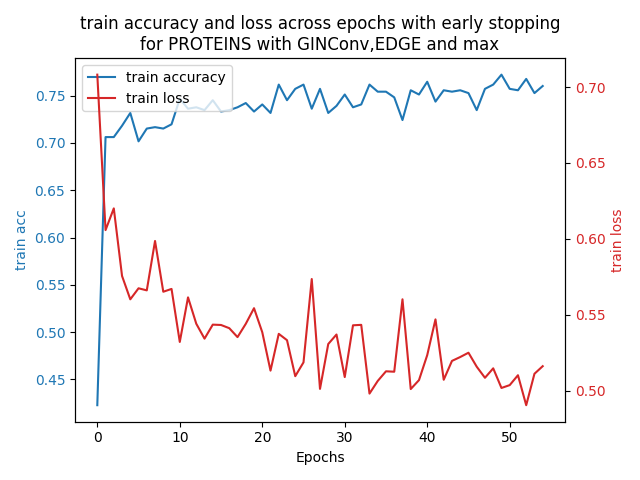 train accuracy and loss across epochs with early stopping
for PROTEINS with GINConv,EDGE and max
train accuracy
train loss
0.75
0.70
0.65
0.60
0.55
0.50
0.45
train acc
0.70
0.65
0.60
0.55
0.50
train loss
0 10 20 30 40 50
Epochs